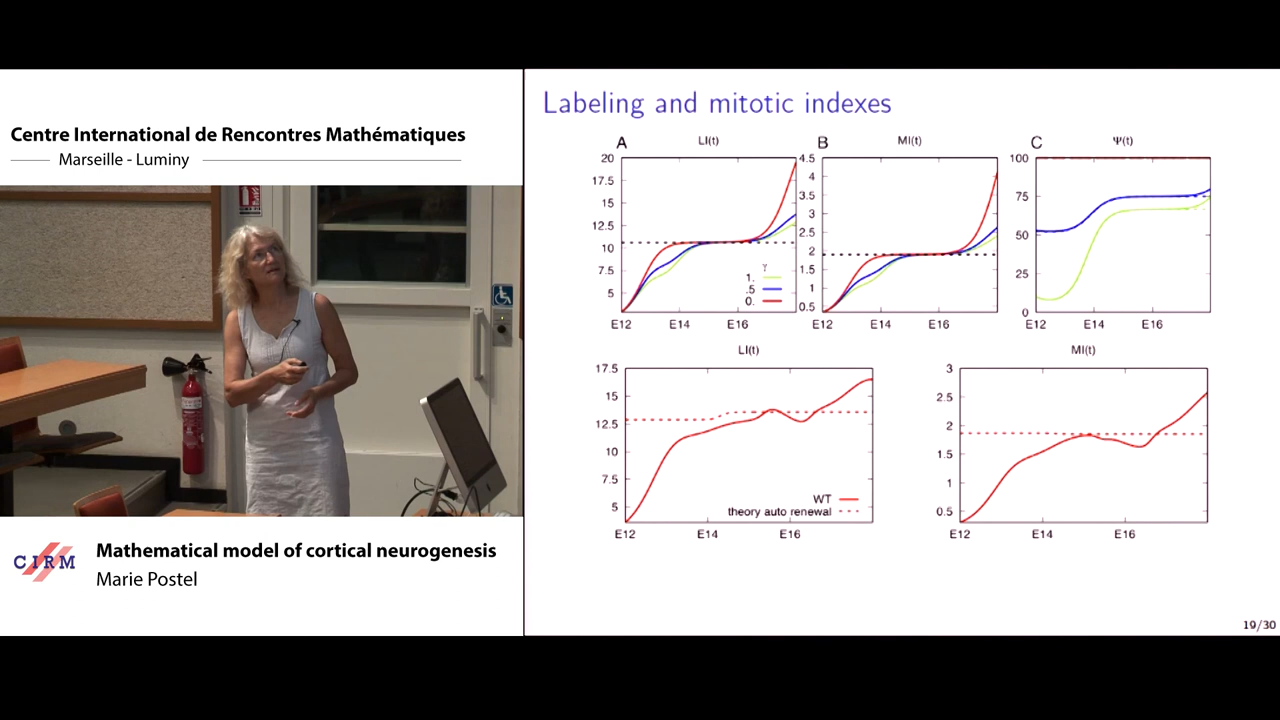 Centre International de Rencontres Mathématiques
Marseille - Luminy
CIRM
Mathematical model of cortical neurogenesis
Marie Postel
Labeling and mitotic indexes
A LI(t)
20
17.5
15
12.5
10
7.5
5
E12 E14 E16
γ
1.
.5
0.
B MI(t)
4.5
4
3.5
3
2.5
2
1.5
1
0.5
E12 E14 E16
C Ψ(t)
100
75
50
25
0
E12 E14 E16
LI(t)
17.5
15
12.5
10
7.5
5
E12 E14 E16
WT
theory auto renewal
MI(t)
3
2.5
2
1.5
1
0.5
E12 E14 E16
19/30